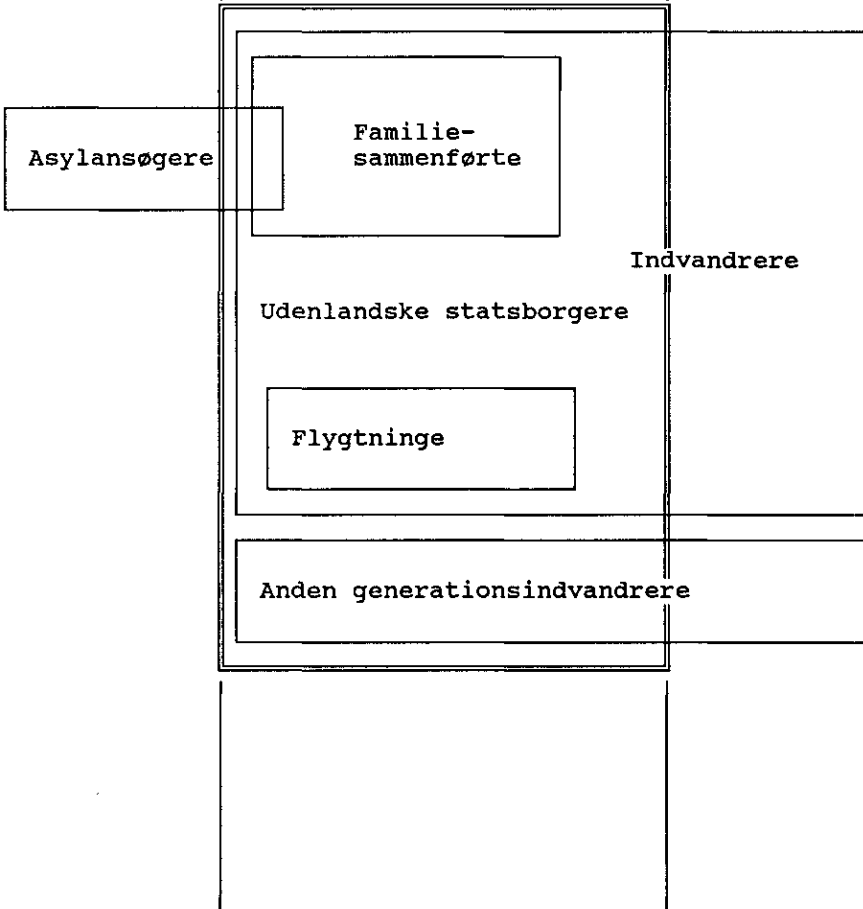 Familie-
sammenførte
Asylansøgere
Indvandrere
Udenlandske statsborgere
Flygtninge
Anden generationsindvandrere